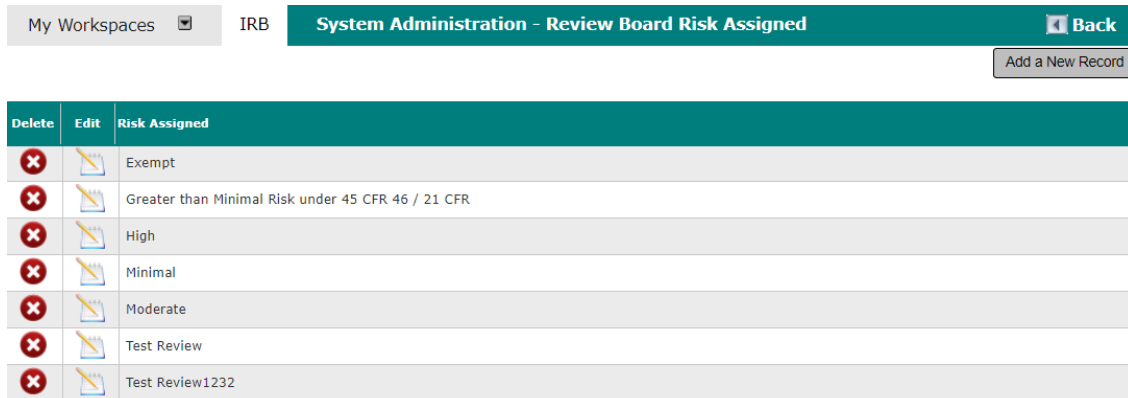 My Workspaces IRB System Administration - Review Board Risk Assigned Back
Add a New Record
Delete Edit Risk Assigned
Exempt
Greater than Minimal Risk under 45 CFR 46 / 21 CFR
High
Minimal
Moderate
Test Review
Test Review1232